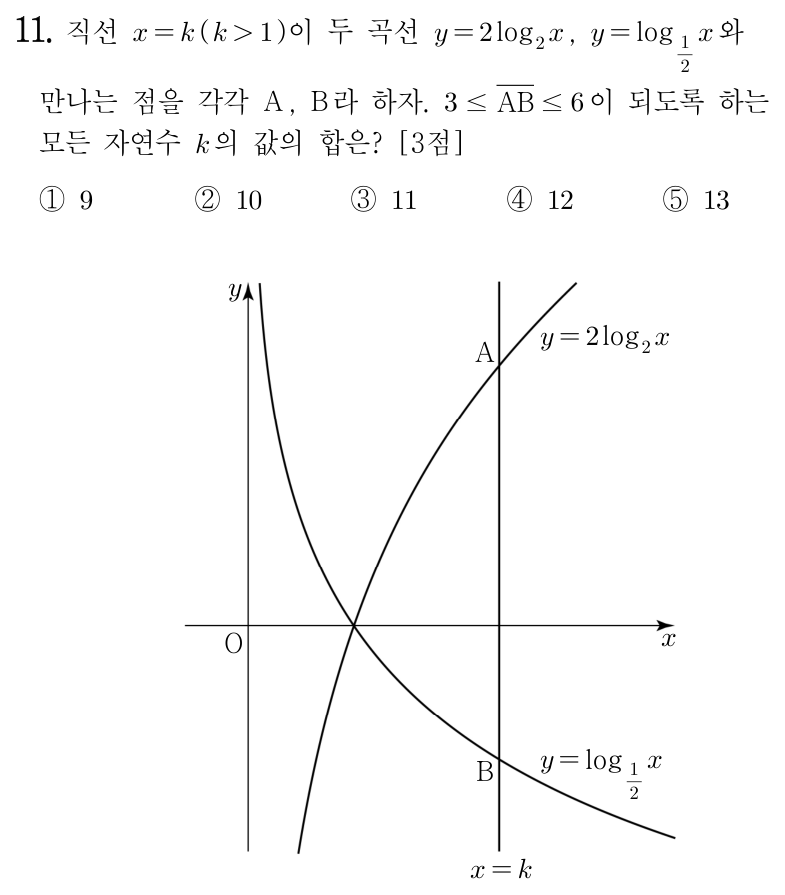 11. 직선 x=k(k>1)이 두 곡선 y=2log₂x, y=log_{1/2}x와
만나는 점을 각각 A, B라 하자. 3≤\overline{AB}≤6이 되도록 하는
모든 자연수 k의 값의 합은? [3점]
① 9 ② 10 ③ 11 ④ 12 ⑤ 13
y
A
y=2log₂x
O
x
B
y=log_{1/2}x
x=k